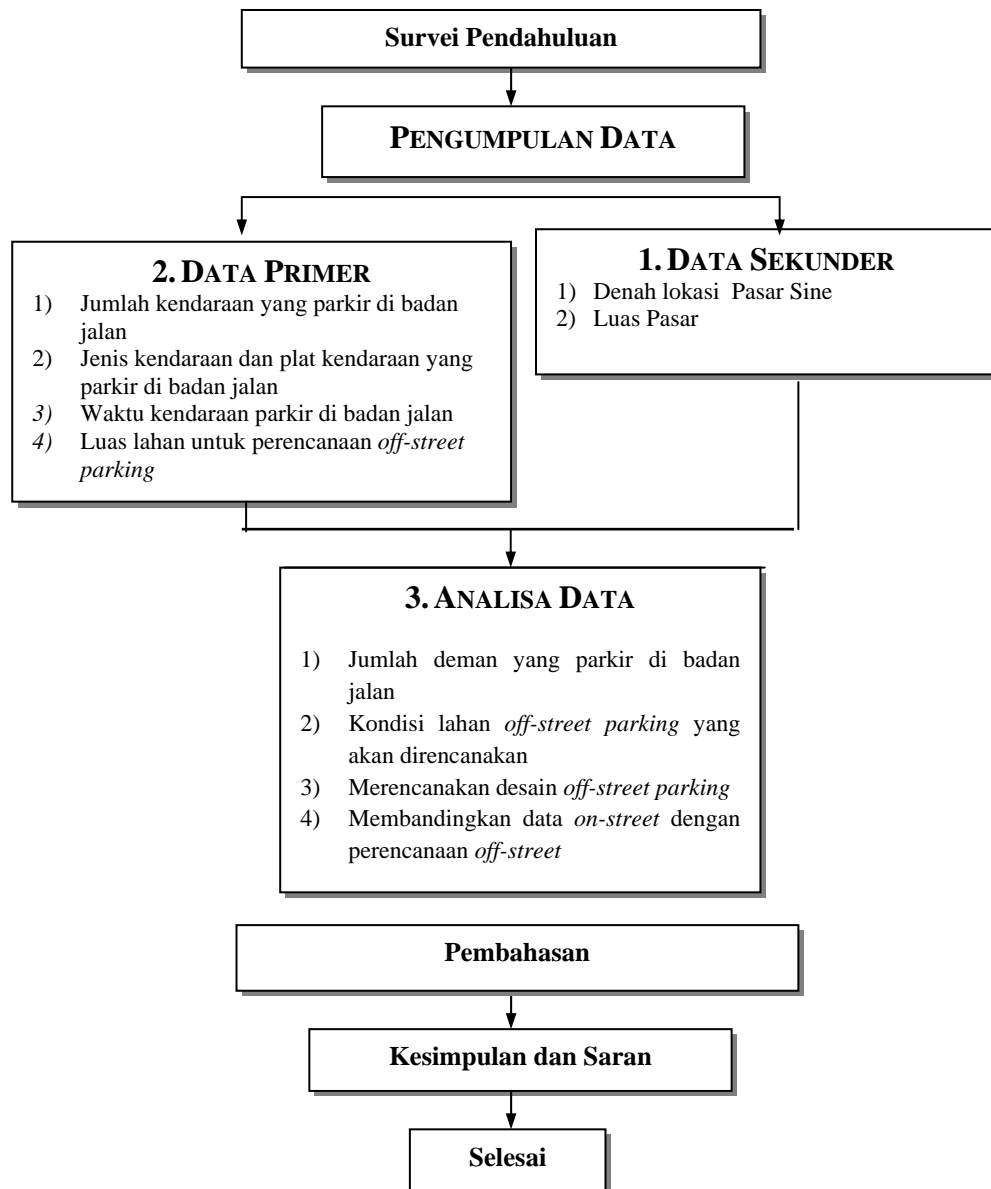 Survei Pendahuluan
PENGUMPULAN DATA
2. DATA PRIMER
1) Jumlah kendaraan yang parkir di badan
jalan
2) Jenis kendaraan dan plat kendaraan yang
parkir di badan jalan
3) Waktu kendaraan parkir di badan jalan
4) Luas lahan untuk perencanaan off-street
parking
1. DATA SEKUNDER
1) Denah lokasi Pasar Sine
2) Luas Pasar
3. ANALISA DATA
1) Jumlah deman yang parkir di badan
jalan
2) Kondisi lahan off-street parking yang
akan direncanakan
3) Merencanakan desain off-street parking
4) Membandingkan data on-street dengan
perencanaan off-street
Pembahasan
Kesimpulan dan Saran
Selesai